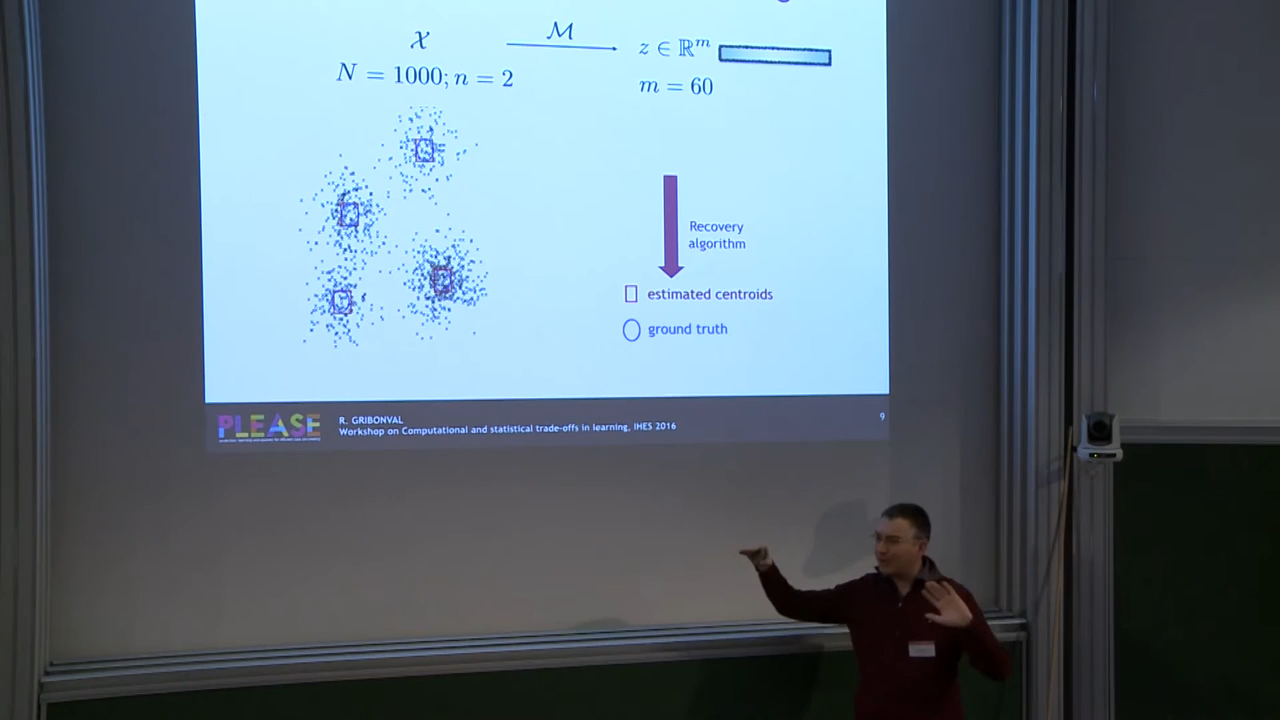 𝒳
ℳ
z ∈ ℝᵐ
N = 1000; n = 2
m = 60
Recovery
algorithm
estimated centroids
ground truth
PLEASE
R. GRIBONVAL
Workshop on Computational and statistical trade-offs in learning, IHES 2016
9